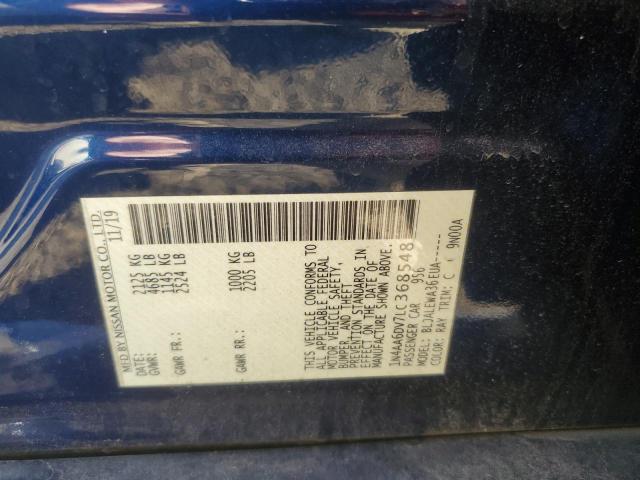 MFD BY NISSAN MOTOR CO., LTD.
11/19
GVWR: 2125 KG
4685 LB
GAWR FR.: 1145 KG
2524 LB
GAWR RR: 1000 KG
2205 LB
THIS VEHICLE CONFORMS TO
ALL APPLICABLE FEDERAL
MOTOR VEHICLE SAFETY,
BUMPER, AND THEFT
PREVENTION STANDARDS IN
EFFECT ON THE DATE OF
MANUFACTURE SHOWN ABOVE.
1N4AA6DV7LC368548
PASSENGER CAR 936
MODEL: BLJALEWA36EUA-----
COLOR: RAY TRIM: C 9N00A